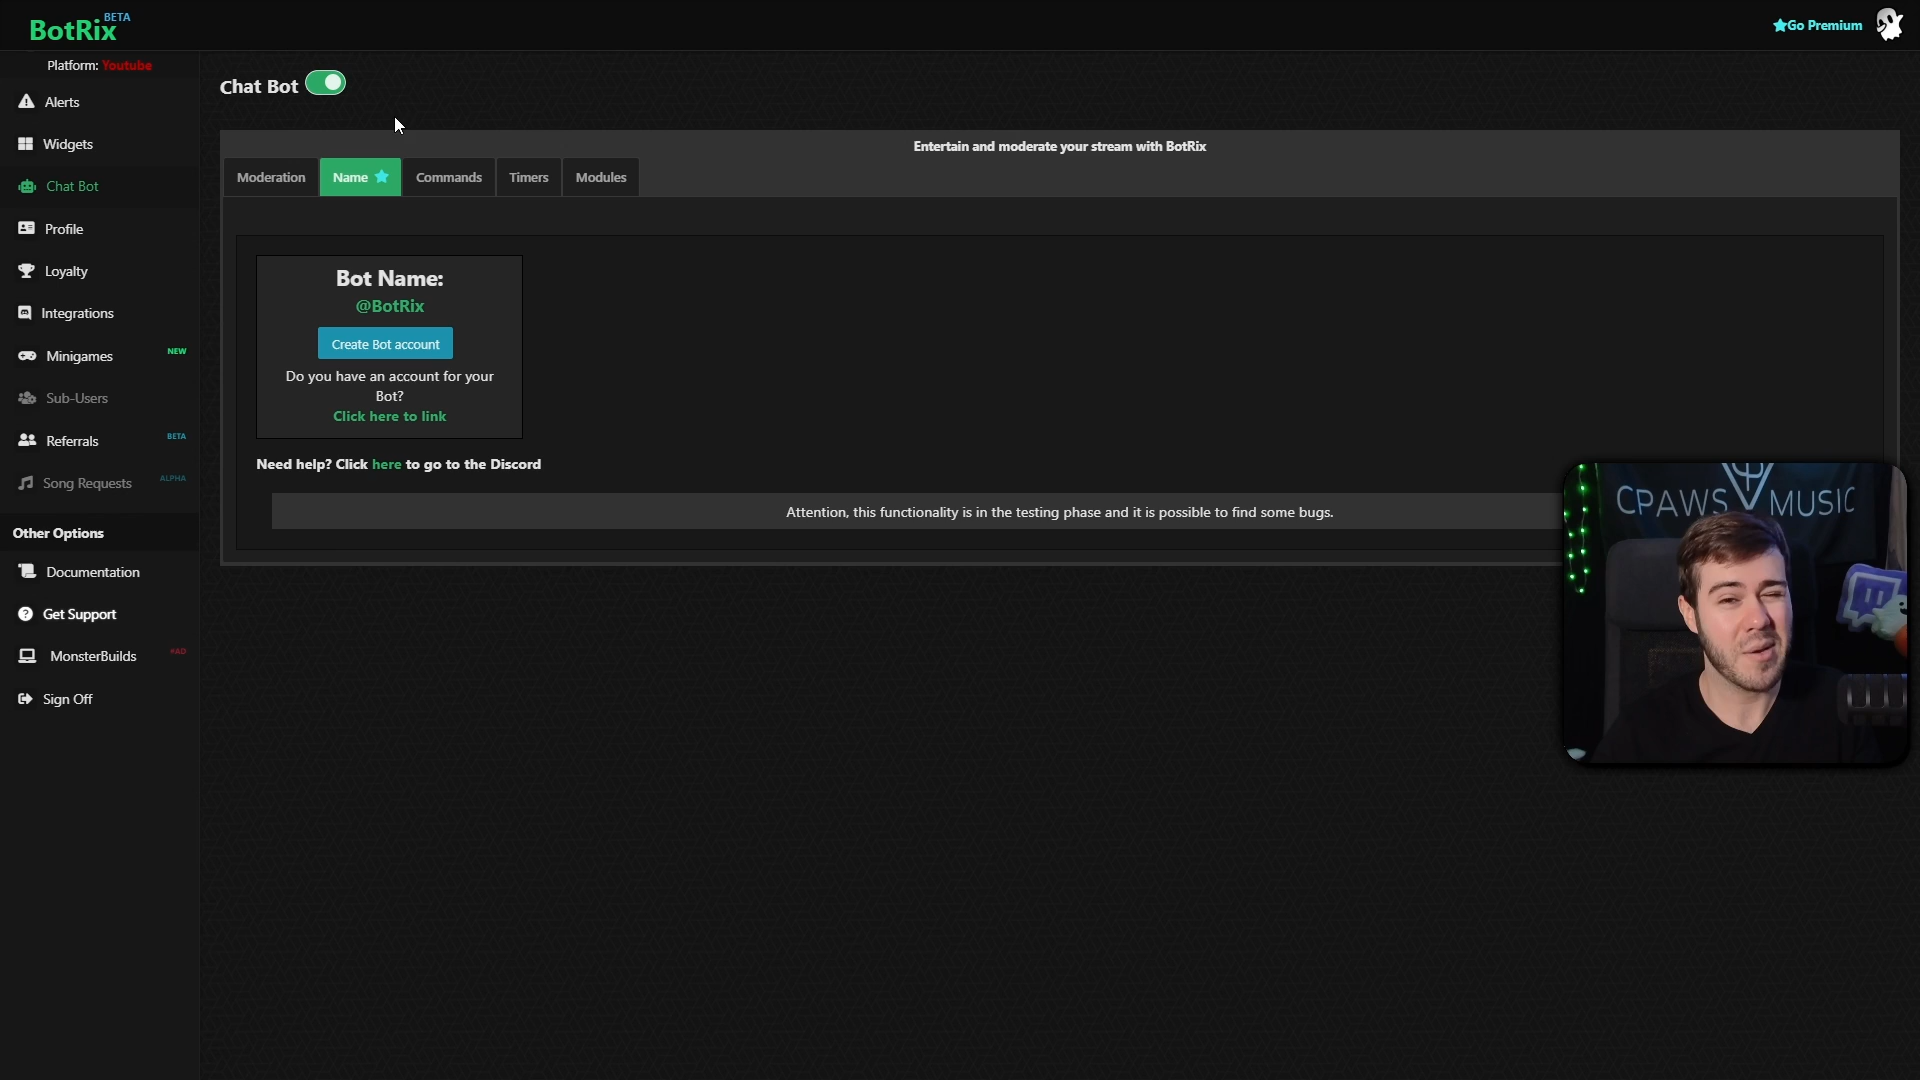 BotRix BETA
Go Premium
Platform: Youtube
Alerts
Widgets
Chat Bot
Profile
Loyalty
Integrations
Minigames NEW
Sub-Users
Referrals BETA
Song Requests ALPHA
Other Options
Documentation
Get Support
MonsterBuilds #AD
Sign Off
Chat Bot
Entertain and moderate your stream with BotRix
Moderation Name Commands Timers Modules
Bot Name:
@BotRix
Create Bot account
Do you have an account for your
Bot?
Click here to link
Need help? Click here to go to the Discord
Attention, this functionality is in the testing phase and it is possible to find some bugs.
CPAWS MUSIC